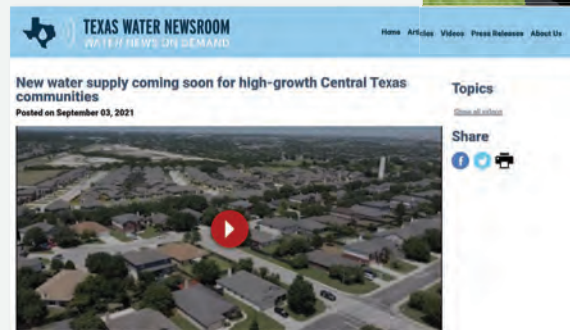 TEXAS WATER NEWSROOM
WATER NEWS ON DEMAND
Home Articles Videos Press Releases About Us
New water supply coming soon for high-growth Central Texas
communities
Posted on September 03, 2021
Topics
Share